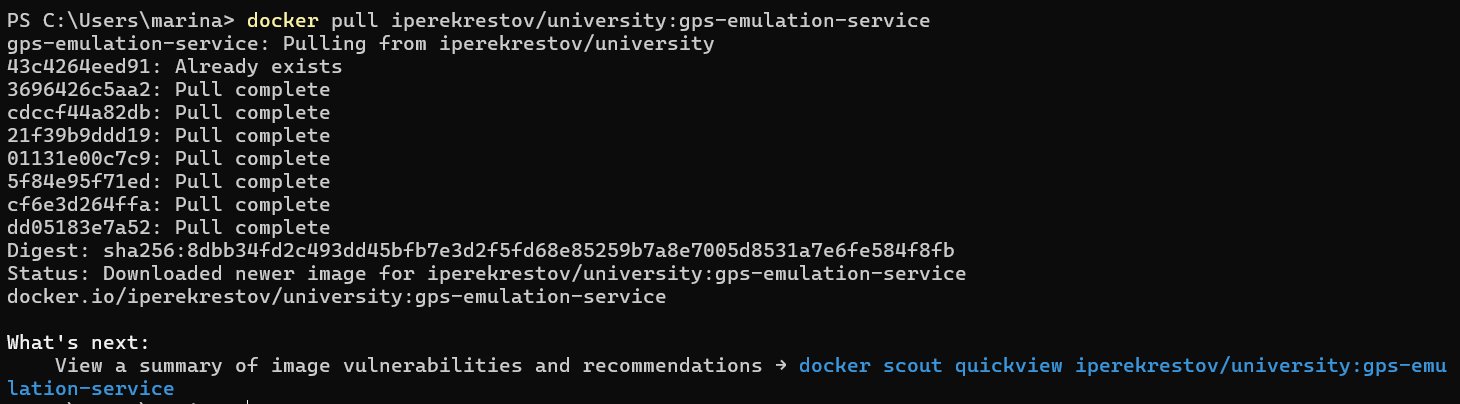 PS C:\Users\marina> docker pull iperekrestov/university:gps-emulation-service
gps-emulation-service: Pulling from iperekrestov/university
43c4264eed91: Already exists
3696426c5aa2: Pull complete
cdccf44a82db: Pull complete
21f39b9ddd19: Pull complete
01131e00c7c9: Pull complete
5f84e95f71ed: Pull complete
cf6e3d264ffa: Pull complete
dd05183e7a52: Pull complete
Digest: sha256:8dbb34fd2c493dd45bfb7e3d2f5fd68e85259b7a8e7005d8531a7e6fe584f8fb
Status: Downloaded newer image for iperekrestov/university:gps-emulation-service
docker.io/iperekrestov/university:gps-emulation-service
What's next:
View a summary of image vulnerabilities and recommendations → docker scout quickview iperekrestov/university:gps-emu
lation-service